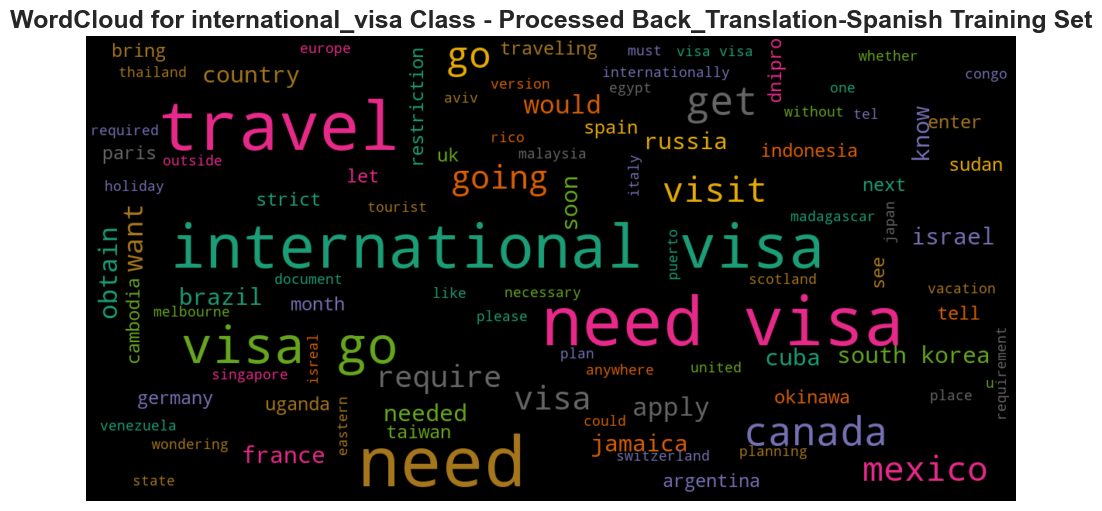 WordCloud for international_visa Class - Processed Back_Translation-Spanish Training Set
bring
europe
traveling
must
visa visa
whether
thailand
country
go
internationally
dnipro
congo
restriction
version
egypt
one
travel
aviv
would
get
without
tel
enter
required
rico
spain
russia
know
paris
outside
uk
malaysia
indonesia
sudan
holiday
let
going
italy
visit
next
strict
tourist
soon
madagascar
japan
israel
obtain
want
international visa
puerto
see
document
scotland
cambodia
brazil
month
like
necessary
vacation
melbourne
please
need visa
tell
visa go
isreal
plan
cuba
south korea
singapore
require
anywhere
united
u
requirement
germany
uganda
visa
apply
okinawa
place
needed
venezuela
taiwan
eastern
could
canada
wondering
france
need
jamaica
switzerland
planning
mexico
state
argentina